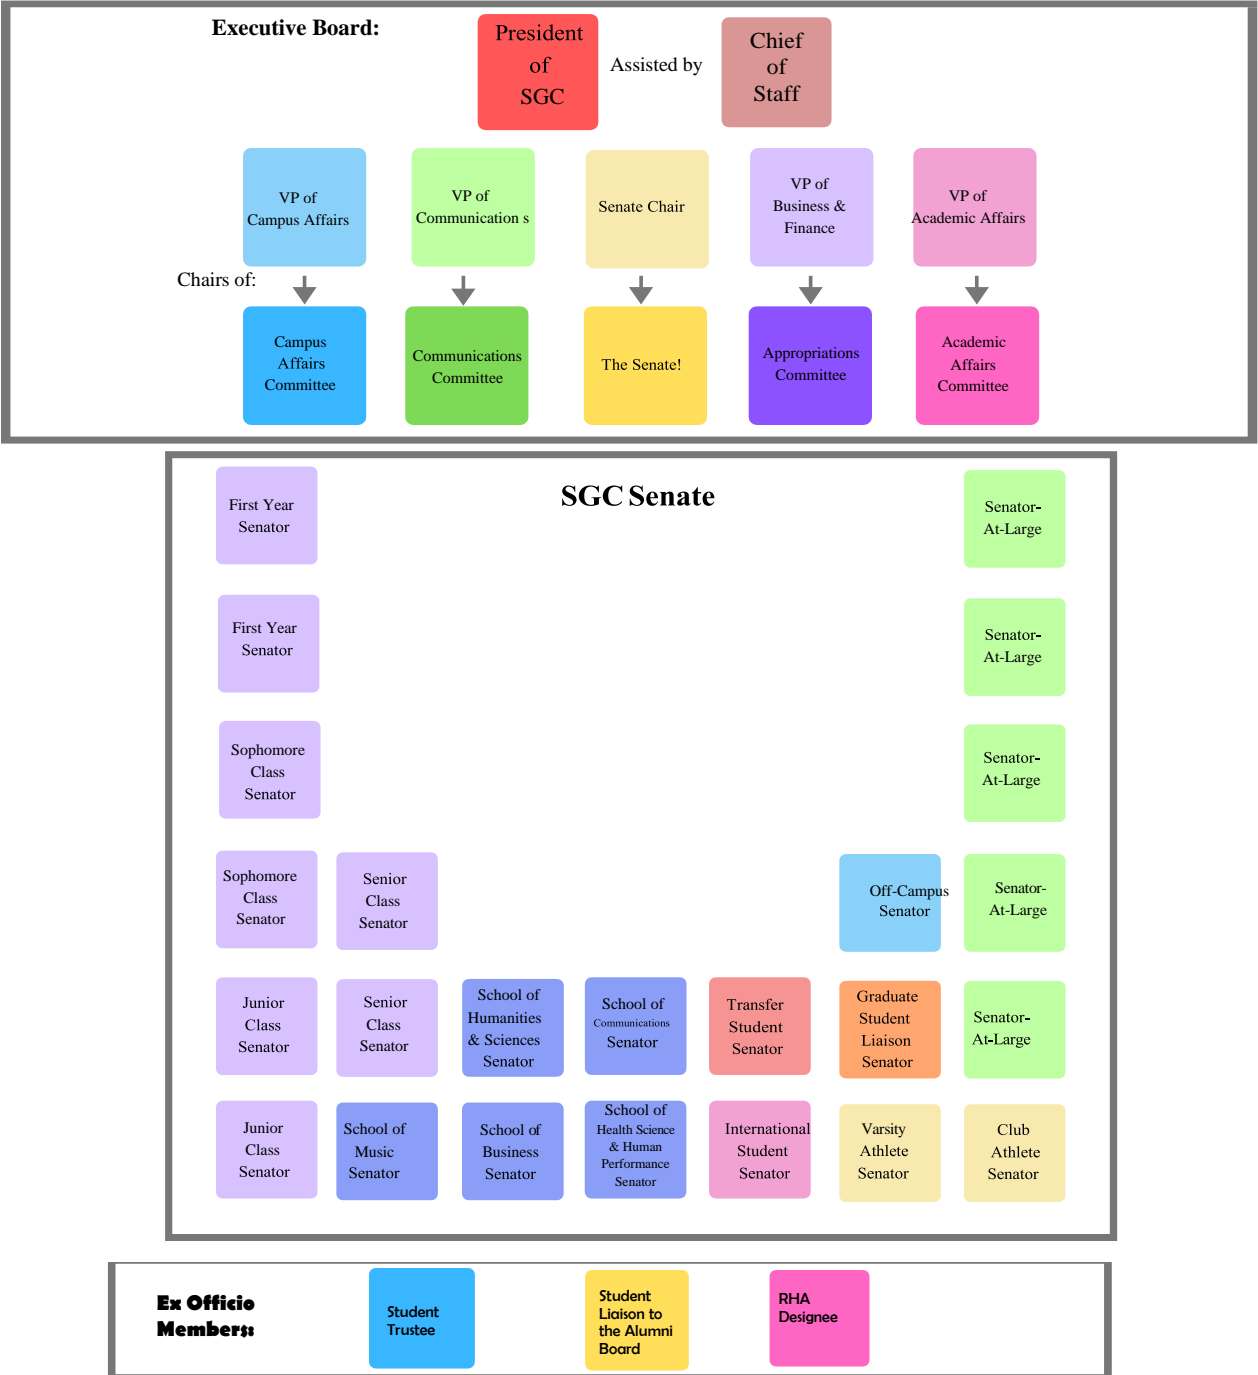 Executive Board:
President
of
SGC
Assisted by
Chief
of
Staff
VP of
Campus Affairs
VP of
Communication s
Senate Chair
VP of
Business &
Finance
VP of
Academic Affairs
Chairs of:
Campus
Affairs
Committee
Communications
Committee
The Senate!
Appropriations
Committee
Academic
Affairs
Committee
SGC Senate
First Year
Senator
Senator-
At-Large
First Year
Senator
Senator-
At-Large
Sophomore
Class
Senator
Senator-
At-Large
Sophomore
Class
Senator
Senior
Class
Senator
Off-Campus
Senator
Senator-
At-Large
Junior
Class
Senator
Senior
Class
Senator
School of
Humanities
& Sciences
Senator
School of
Communications
Senator
Transfer
Student
Senator
Graduate
Student
Liaison
Senator
Senator-
At-Large
Junior
Class
Senator
School of
Music
Senator
School of
Business
Senator
School of
Health Science
& Human
Performance
Senator
International
Student
Senator
Varsity
Athlete
Senator
Club
Athlete
Senator
Ex Officio
Members:
Student
Trustee
Student
Liaison to
the Alumni
Board
RHA
Designee